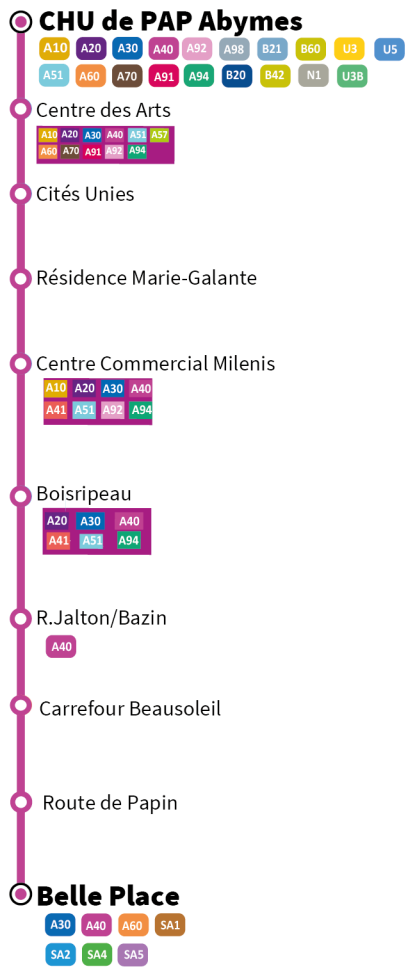 CHU de PAP Abymes
A10 A20 A30 A40 A92 A98 B21 B60 U3 U5
A51 A60 A70 A91 A94 B20 B42 N1 U3B
Centre des Arts
A10 A20 A30 A40 A51 A57
A60 A70 A91 A92 A94
Cités Unies
Résidence Marie-Galante
Centre Commercial Milenis
A10 A20 A30 A40
A41 A51 A92 A94
Boisripeau
A20 A30 A40
A41 A51 A94
R.Jalton/Bazin
A40
Carrefour Beausoleil
Route de Papin
Belle Place
A30 A40 A60 SA1
SA2 SA4 SA5